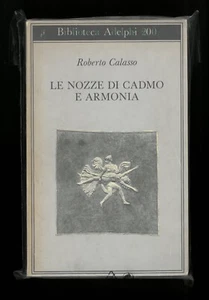 Biblioteca Adelphi 200
Roberto Calasso
LE NOZZE DI CADMO
E ARMONIA